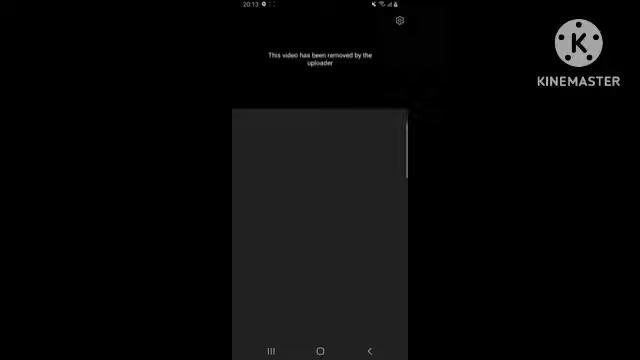 20:13
This video has been removed by the
uploader
K
KINEMASTER